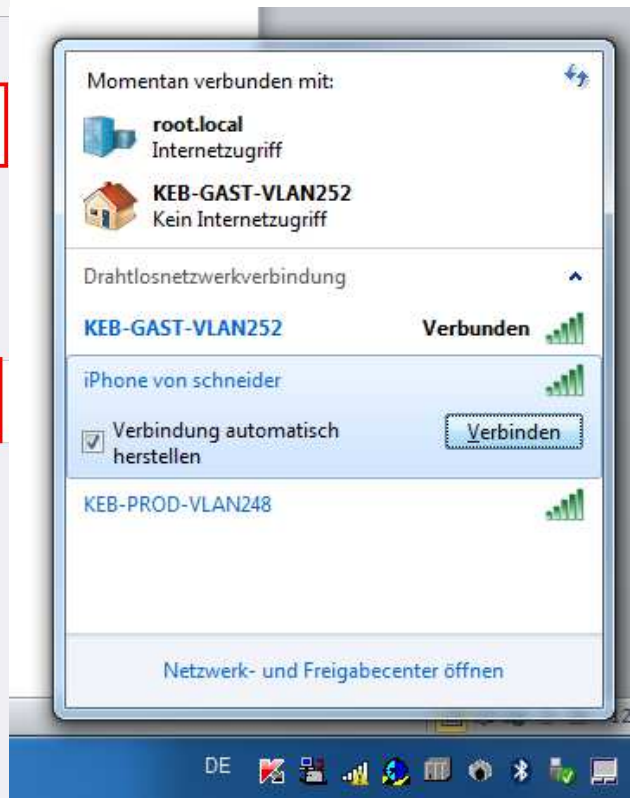 Momentan verbunden mit:
root.local
Internetzugriff
KEB-GAST-VLAN252
Kein Internetzugriff
Drahtlosnetzwerkverbindung
KEB-GAST-VLAN252 Verbunden
iPhone von schneider
Verbindung automatisch Verbinden
herstellen
KEB-PROD-VLAN248
Netzwerk- und Freigabecenter öffnen
12
DE